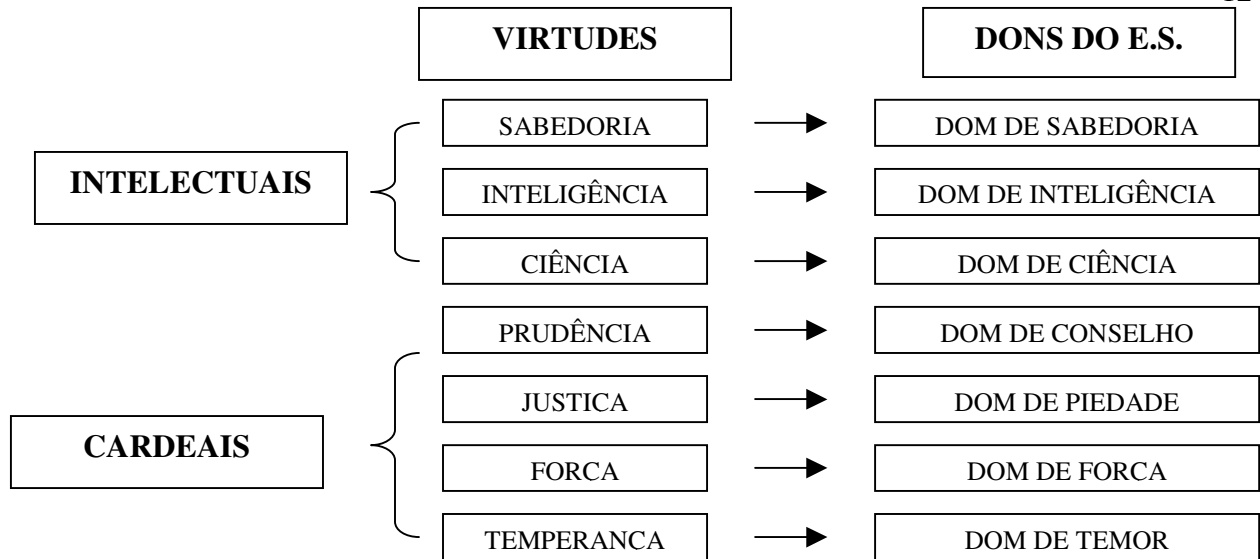 VIRTUDES DONS DO E.S.
SABEDORIA DOM DE SABEDORIA
INTELECTUAIS INTELIGÊNCIA DOM DE INTELIGÊNCIA
CIÊNCIA DOM DE CIÊNCIA
PRUDÊNCIA DOM DE CONSELHO
JUSTICA DOM DE PIEDADE
CARDEAIS FORCA DOM DE FORCA
TEMPERANCA DOM DE TEMOR